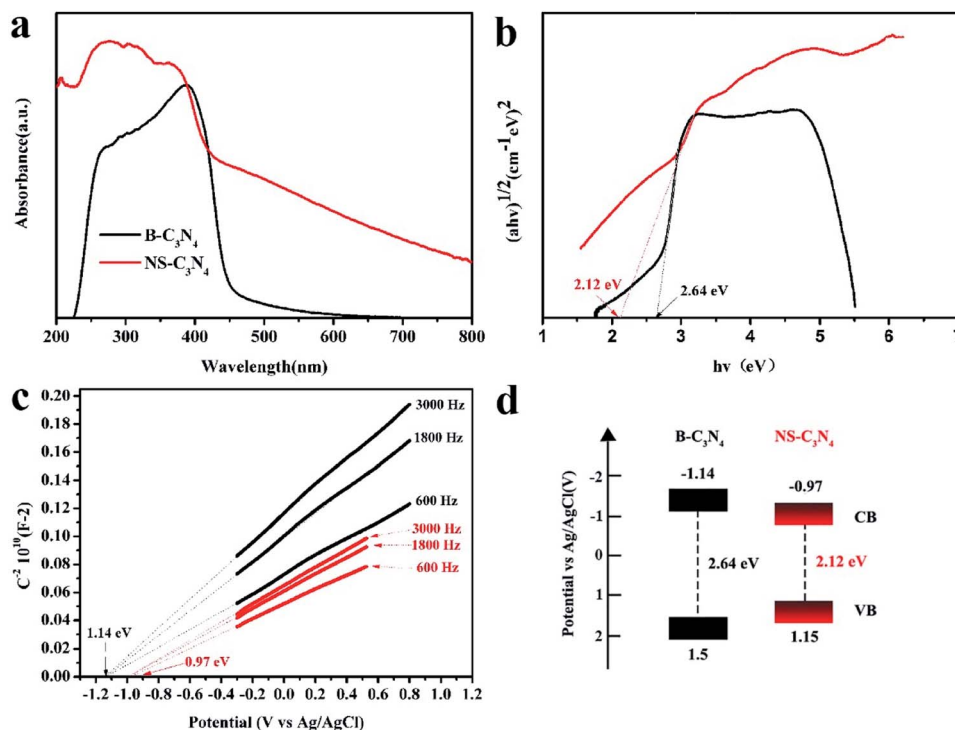 a
Absorbance(a.u.)
B-C₃N₄
NS-C₃N₄
200 300 400 500 600 700 800
Wavelength(nm)
b
(ahv)^1/2(cm⁻¹eV)²
2.12 eV
2.64 eV
1 2 3 4 5 6 7
hv (eV)
c
C⁻² 10¹⁰(F-2)
0.20
0.18
0.16
0.14
0.12
0.10
0.08
0.06
0.04
0.02
0.00
3000 Hz
1800 Hz
600 Hz
3000 Hz
1800 Hz
600 Hz
1.14 eV
0.97 eV
-1.2 -1.0 -0.8 -0.6 -0.4 -0.2 0.0 0.2 0.4 0.6 0.8 1.0 1.2
Potential (V vs Ag/AgCl)
d
Potential vs Ag/AgCl(V)
-2
-1
0
1
2
B-C₃N₄ NS-C₃N₄
-1.14 -0.97
CB
2.64 eV 2.12 eV
VB
1.5 1.15